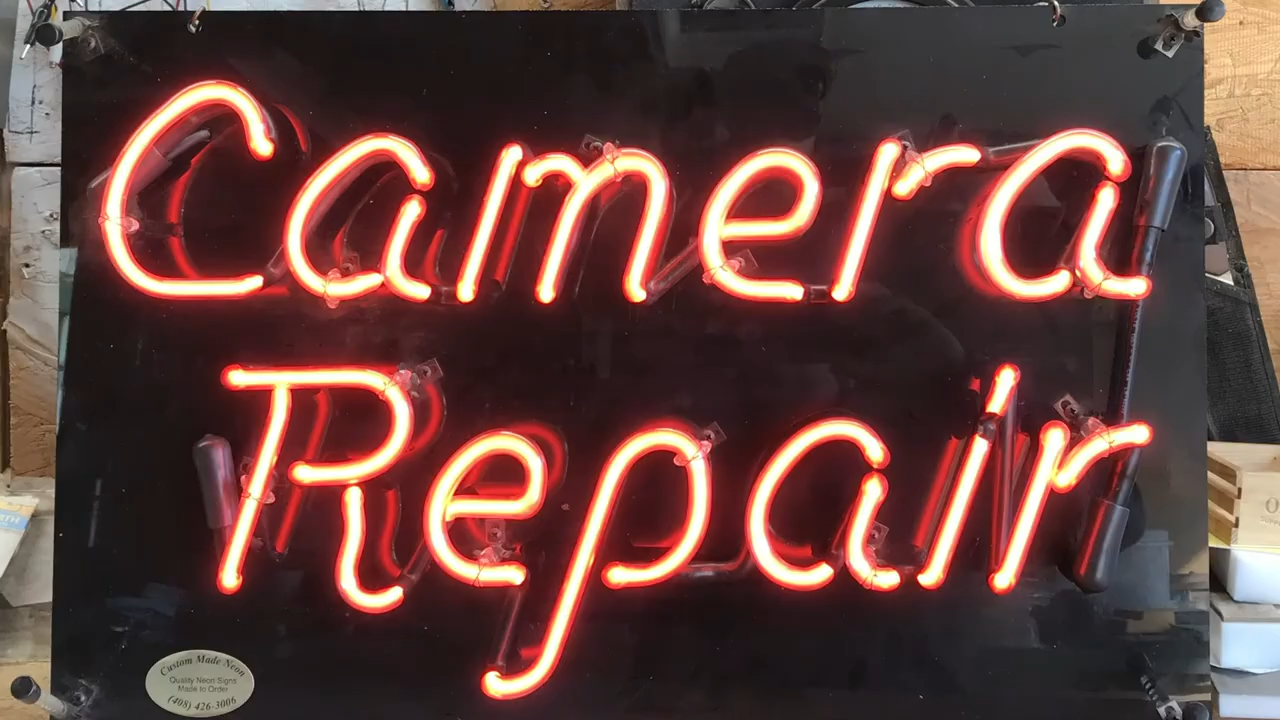 Camera
Repair
Custom Made Neon
Quality Neon Signs
Made to Order
(408) 426-3006